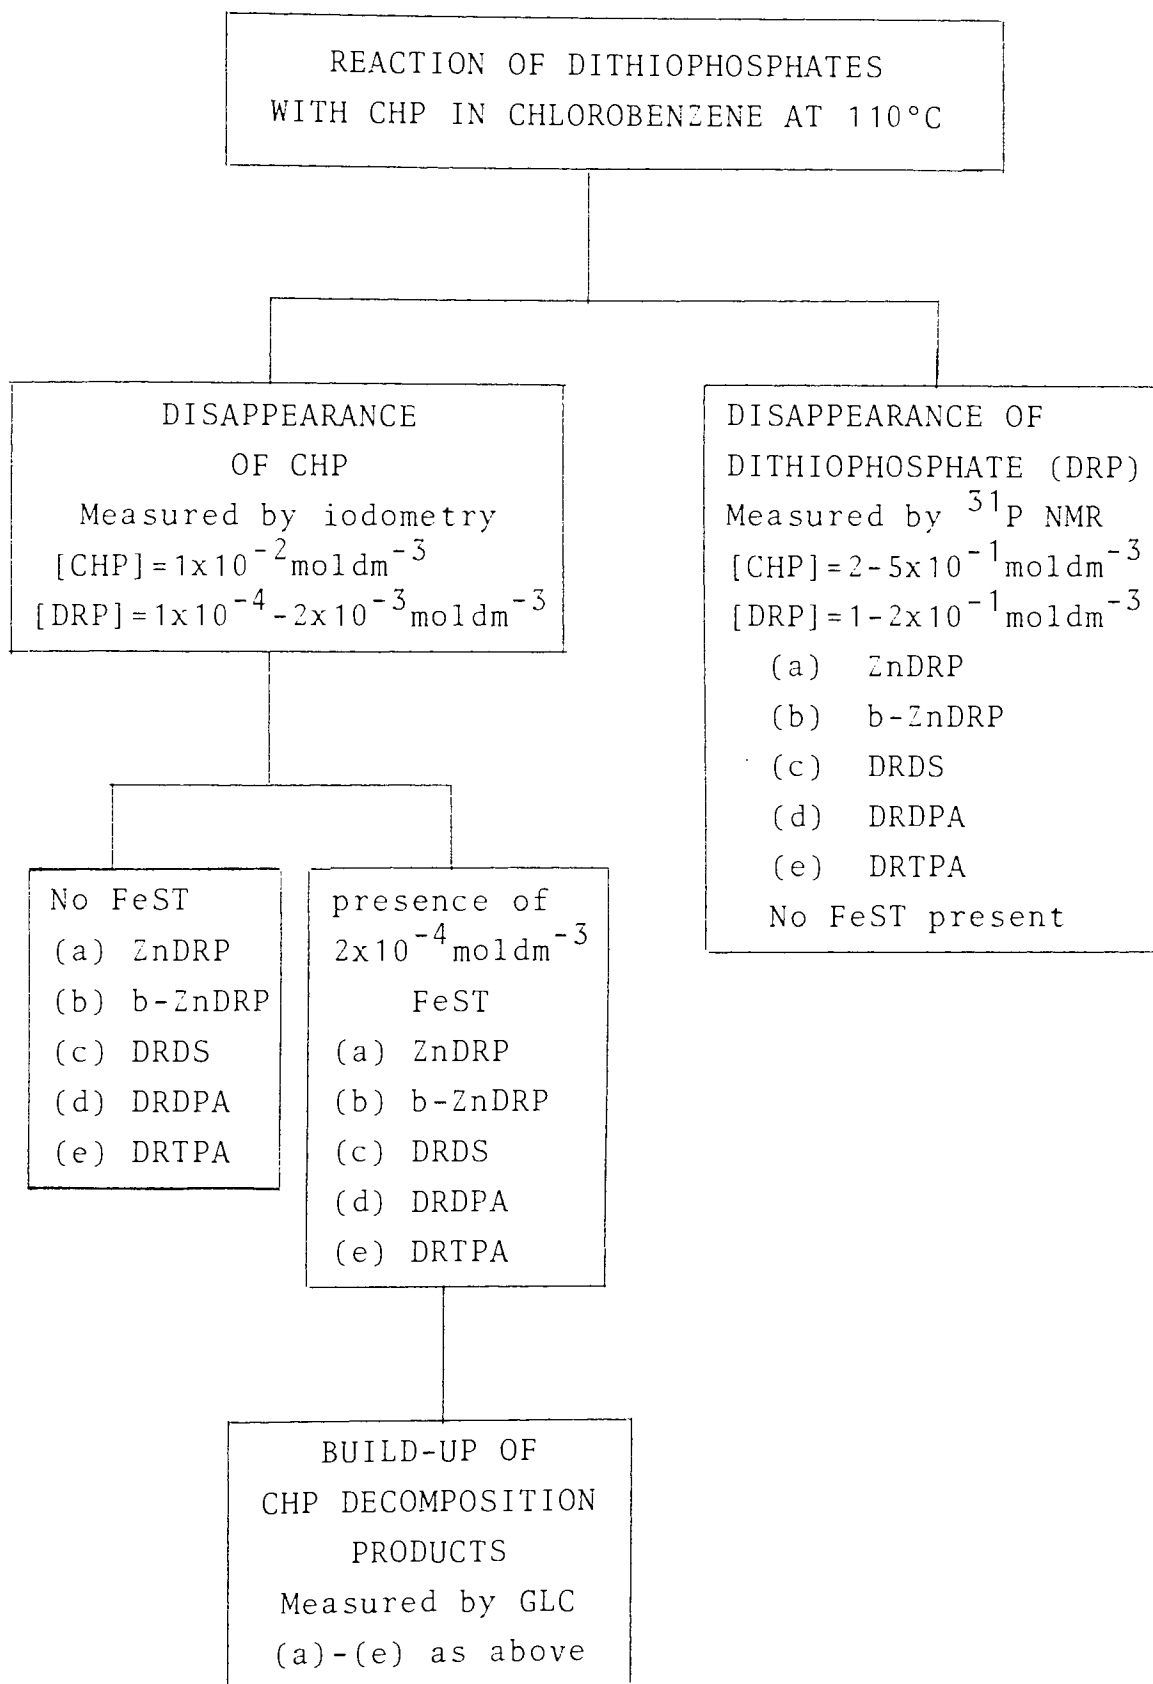 REACTION OF DITHIOPHOSPHATES
WITH CHP IN CHLOROBENZENE AT 110°C
DISAPPEARANCE
OF CHP
Measured by iodometry
[CHP]=1x10⁻²moldm⁻³
[DRP]=1x10⁻⁴-2x10⁻³moldm⁻³
DISAPPEARANCE OF
DITHIOPHOSPHATE (DRP)
Measured by ³¹P NMR
[CHP]=2-5x10⁻¹moldm⁻³
[DRP]=1-2x10⁻¹moldm⁻³
(a) ZnDRP
(b) b-ZnDRP
(c) DRDS
(d) DRDPA
(e) DRTPA
No FeST present
No FeST
(a) ZnDRP
(b) b-ZnDRP
(c) DRDS
(d) DRDPA
(e) DRTPA
presence of
2x10⁻⁴moldm⁻³
FeST
(a) ZnDRP
(b) b-ZnDRP
(c) DRDS
(d) DRDPA
(e) DRTPA
BUILD-UP OF
CHP DECOMPOSITION
PRODUCTS
Measured by GLC
(a)-(e) as above